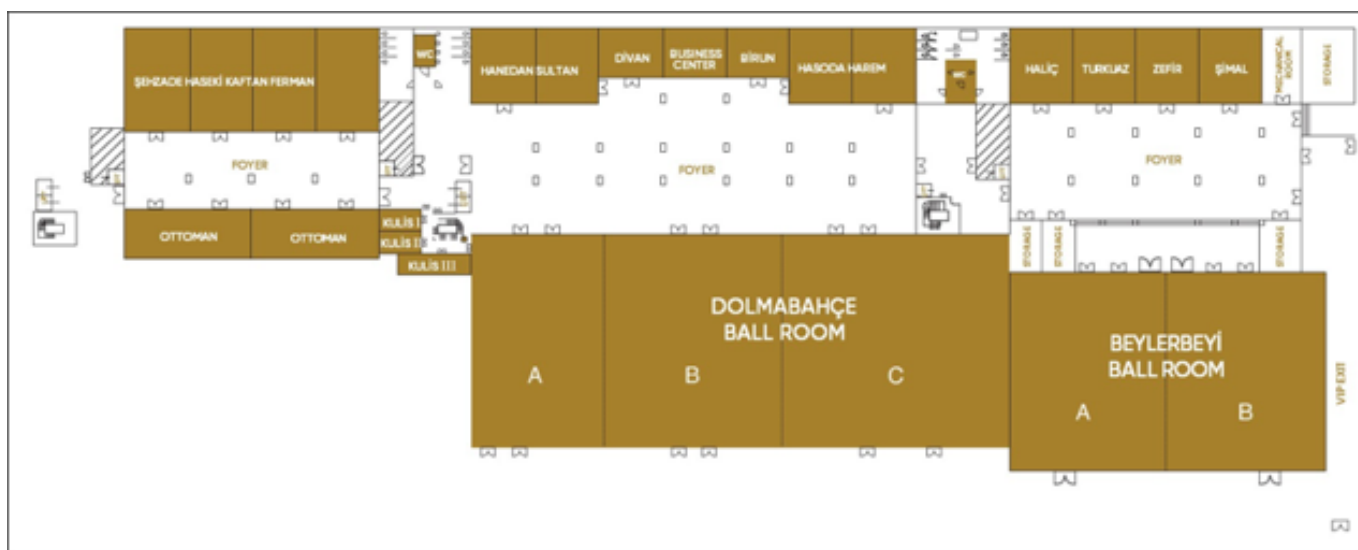 ŞEHZADE HASEKİ KAFTAN FERMAN
WC
HANEDAN SULTAN
DİVAN
BUSINESS
CENTER
BİRUN
HASODA HAREM
WC
HALİÇ
TURKUAZ
ZEFİR
ŞİMAL
MECHANICAL
ROOM
STORAGE
FOYER
FOYER
FOYER
OTTOMAN
OTTOMAN
KULİS I
KULİS II
KULİS III
STORAGE
STORAGE
STORAGE
DOLMABAHÇE
BALL ROOM
A
B
C
BEYLERBEYİ
BALL ROOM
A
B
VIP EXIT